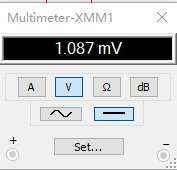 Multimeter-XMM1
1.087 mV
A V Ω dB
+ Set... −